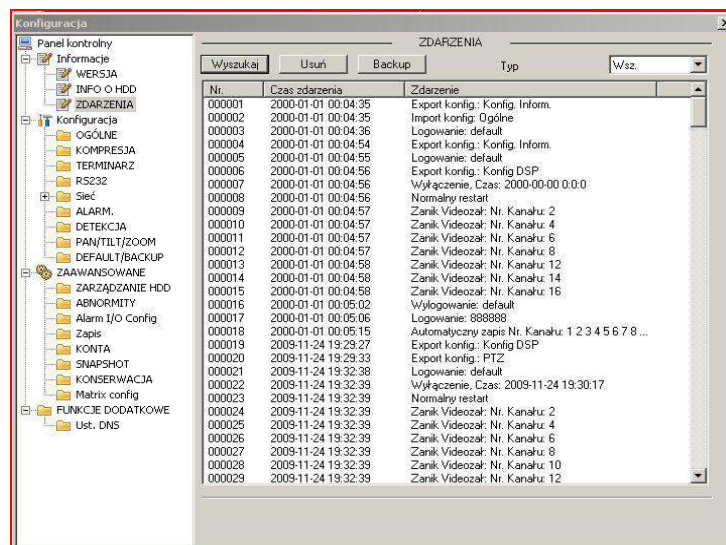 Konfiguracja
Panel kontrolny
Informacje
WERSJA
INFO O HDD
ZDARZENIA
Konfiguracja
OGÓLNE
KOMPRESJA
TERMINARZ
RS232
Sieć
ALARM.
DETEKCJA
PAN/TILT/ZOOM
DEFAULT/BACKUP
ZAAWANSOWANE
ZARZĄDZANIE HDD
ABNORMITY
Alarm I/O Config
Zapis
KONTA
SNAPSHOT
KONSERWACJA
Matrix config
FUNKCJE DODATKOWE
Ust. DNS
ZDARZENIA
Wyszukaj Usuń Backup Typ Wsz.
Nr. Czas zdarzenia Zdarzenie
000001 2000-01-01 00:04:35 Export konfig.: Konfig. Inform.
000002 2000-01-01 00:04:35 Import konfig: Ogólne
000003 2000-01-01 00:04:36 Logowanie: default
000004 2000-01-01 00:04:54 Export konfig.: Konfig. Inform.
000005 2000-01-01 00:04:55 Logowanie: default
000006 2000-01-01 00:04:56 Export konfig.: Konfig DSP
000007 2000-01-01 00:04:56 Wyłączenie, Czas: 2000-00-00 0:0:0
000008 2000-01-01 00:04:56 Normalny restart
000009 2000-01-01 00:04:57 Zanik Videozał: Nr. Kanału: 2
000010 2000-01-01 00:04:57 Zanik Videozał: Nr. Kanału: 4
000011 2000-01-01 00:04:57 Zanik Videozał: Nr. Kanału: 6
000012 2000-01-01 00:04:57 Zanik Videozał: Nr. Kanału: 8
000013 2000-01-01 00:04:58 Zanik Videozał: Nr. Kanału: 12
000014 2000-01-01 00:04:58 Zanik Videozał: Nr. Kanału: 14
000015 2000-01-01 00:04:58 Zanik Videozał: Nr. Kanału: 16
000016 2000-01-01 00:05:02 Wylogowanie: default
000017 2000-01-01 00:05:06 Logowanie: 888888
000018 2000-01-01 00:05:15 Automatyczny zapis Nr. Kanału: 1 2 3 4 5 6 7 8 ...
000019 2009-11-24 19:29:27 Export konfig.: Konfig DSP
000020 2009-11-24 19:29:33 Export konfig.: PTZ
000021 2009-11-24 19:32:38 Logowanie: default
000022 2009-11-24 19:32:39 Wyłączenie, Czas: 2009-11-24 19:30:17
000023 2009-11-24 19:32:39 Normalny restart
000024 2009-11-24 19:32:39 Zanik Videozał: Nr. Kanału: 2
000025 2009-11-24 19:32:39 Zanik Videozał: Nr. Kanału: 4
000026 2009-11-24 19:32:39 Zanik Videozał: Nr. Kanału: 6
000027 2009-11-24 19:32:39 Zanik Videozał: Nr. Kanału: 8
000028 2009-11-24 19:32:39 Zanik Videozał: Nr. Kanału: 10
000029 2009-11-24 19:32:39 Zanik Videozał: Nr. Kanału: 12